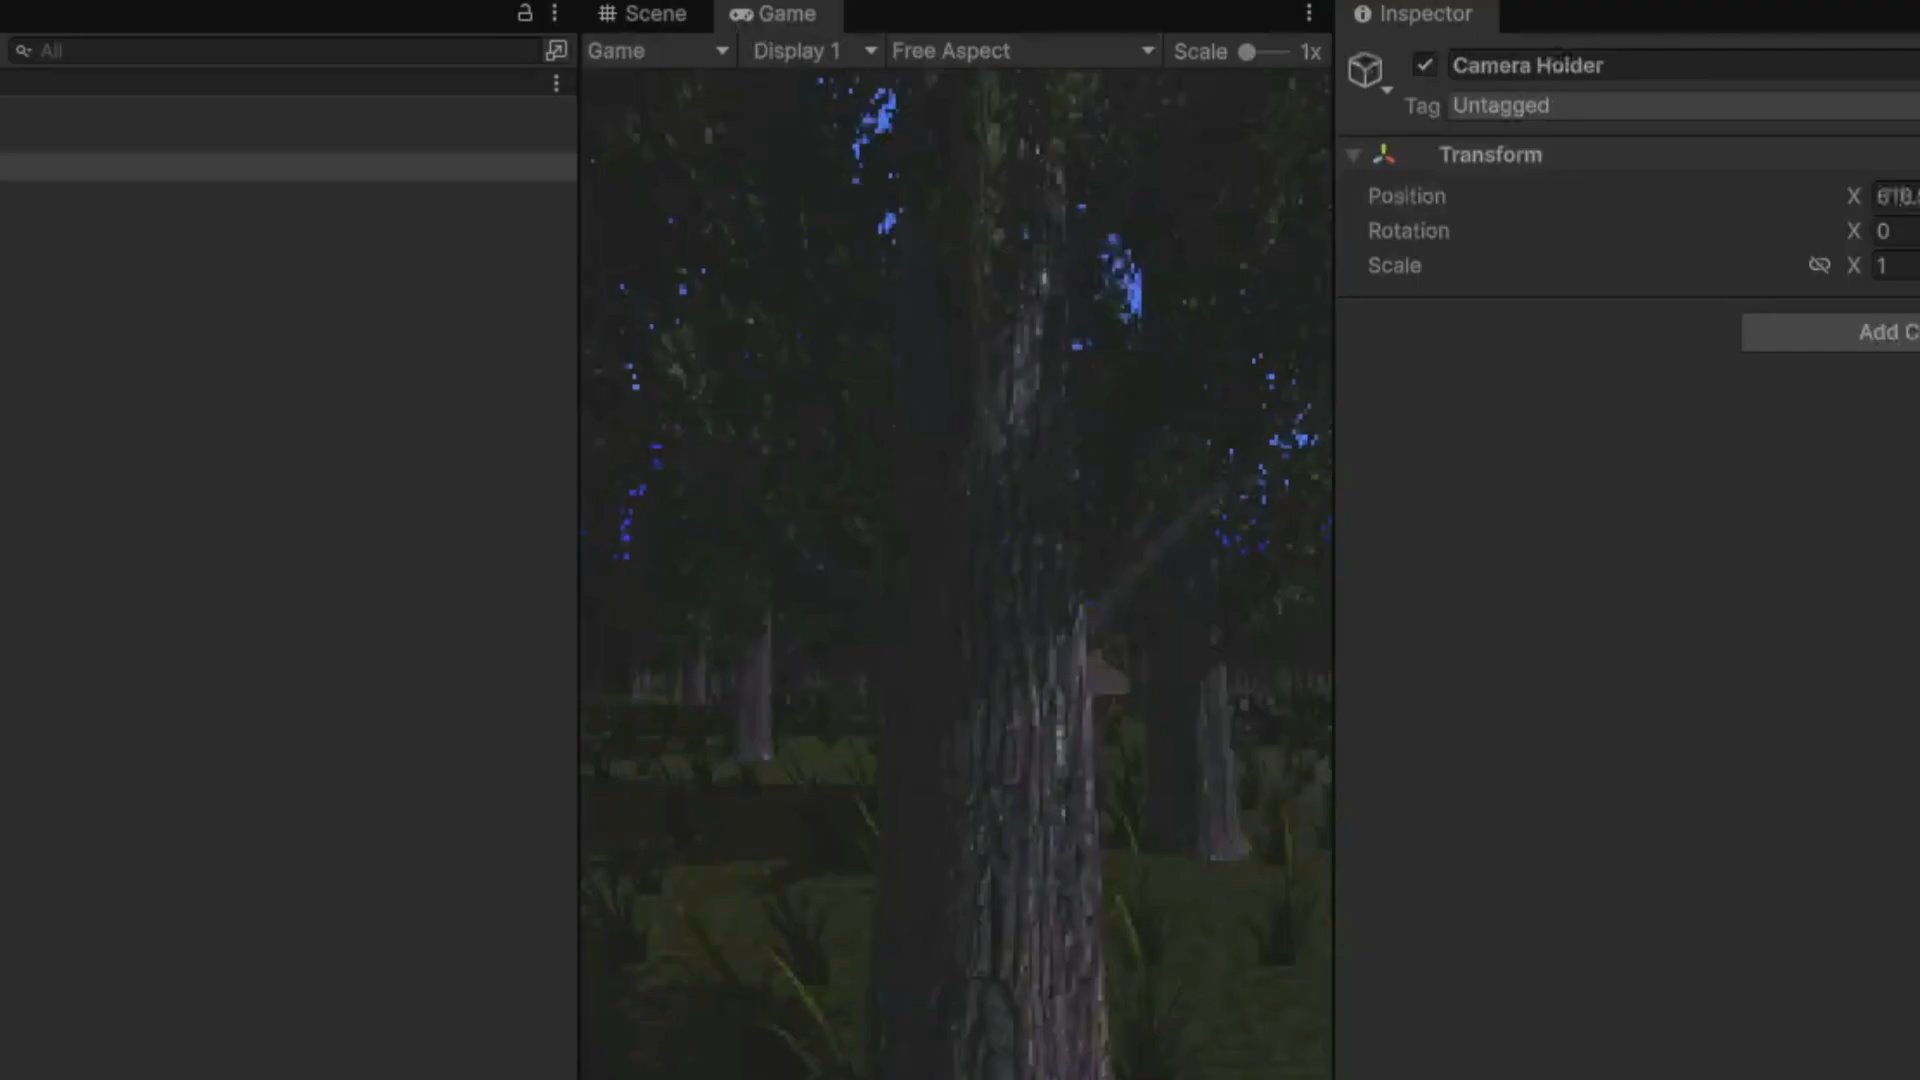 Scene
Game
Inspector
All
Game
Display 1
Free Aspect
Scale
1x
Camera Holder
Tag
Untagged
Transform
Position X
Rotation X 0
Scale X 1
Add C